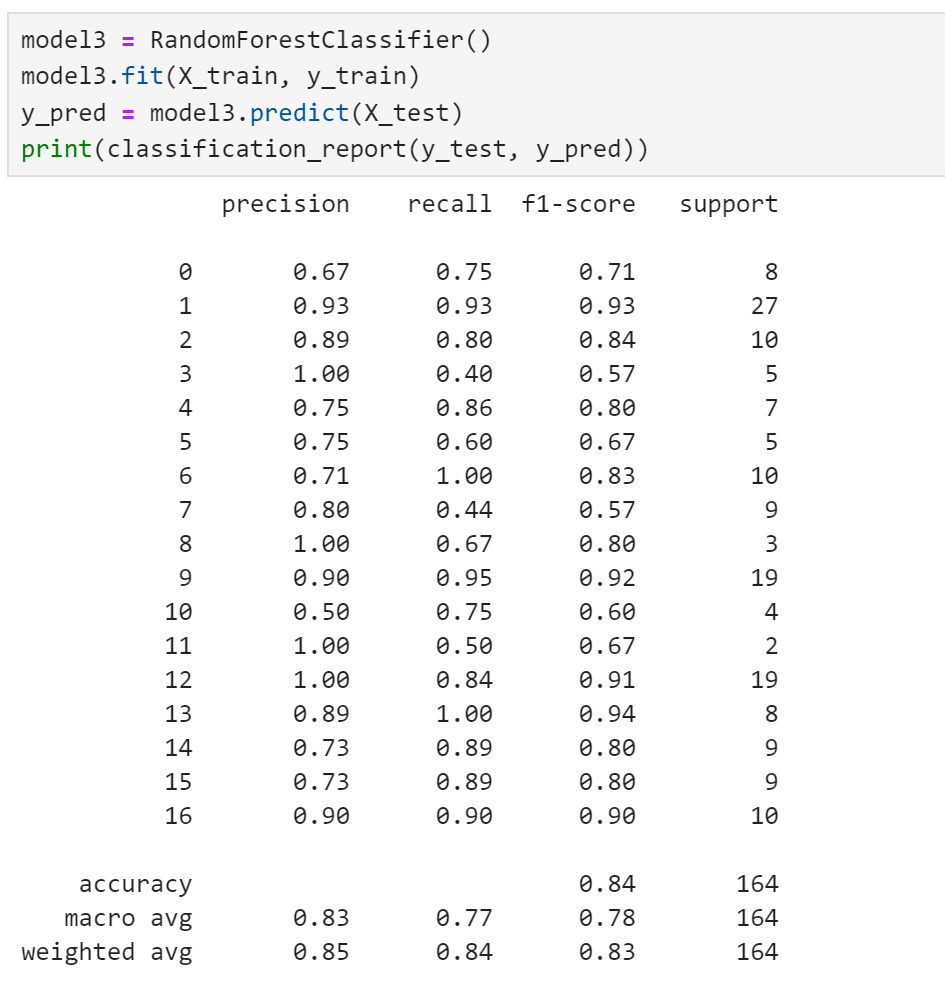 model3 = RandomForestClassifier()
model3.fit(X_train, y_train)
y_pred = model3.predict(X_test)
print(classification_report(y_test, y_pred))
precision recall f1-score support
0 0.67 0.75 0.71 8
1 0.93 0.93 0.93 27
2 0.89 0.80 0.84 10
3 1.00 0.40 0.57 5
4 0.75 0.86 0.80 7
5 0.75 0.60 0.67 5
6 0.71 1.00 0.83 10
7 0.80 0.44 0.57 9
8 1.00 0.67 0.80 3
9 0.90 0.95 0.92 19
10 0.50 0.75 0.60 4
11 1.00 0.50 0.67 2
12 1.00 0.84 0.91 19
13 0.89 1.00 0.94 8
14 0.73 0.89 0.80 9
15 0.73 0.89 0.80 9
16 0.90 0.90 0.90 10
accuracy 0.84 164
macro avg 0.83 0.77 0.78 164
weighted avg 0.85 0.84 0.83 164